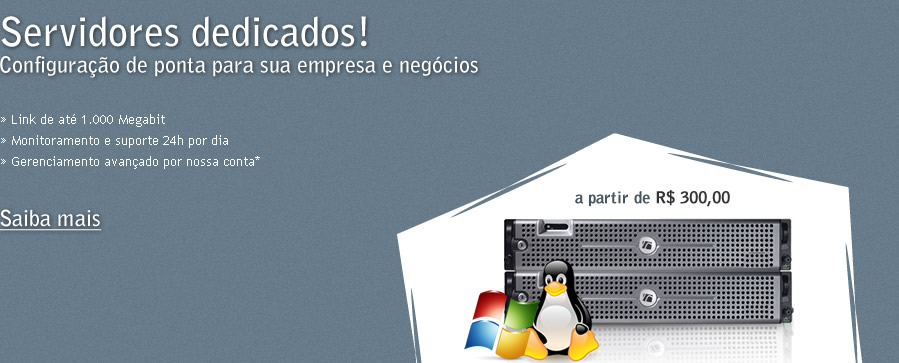 Servidores dedicados!
Configuração de ponta para sua empresa e negócios
» Link de até 1.000 Megabit
» Monitoramento e suporte 24h por dia
» Gerenciamento avançado por nossa conta*
Saiba mais
a partir de R$ 300,00